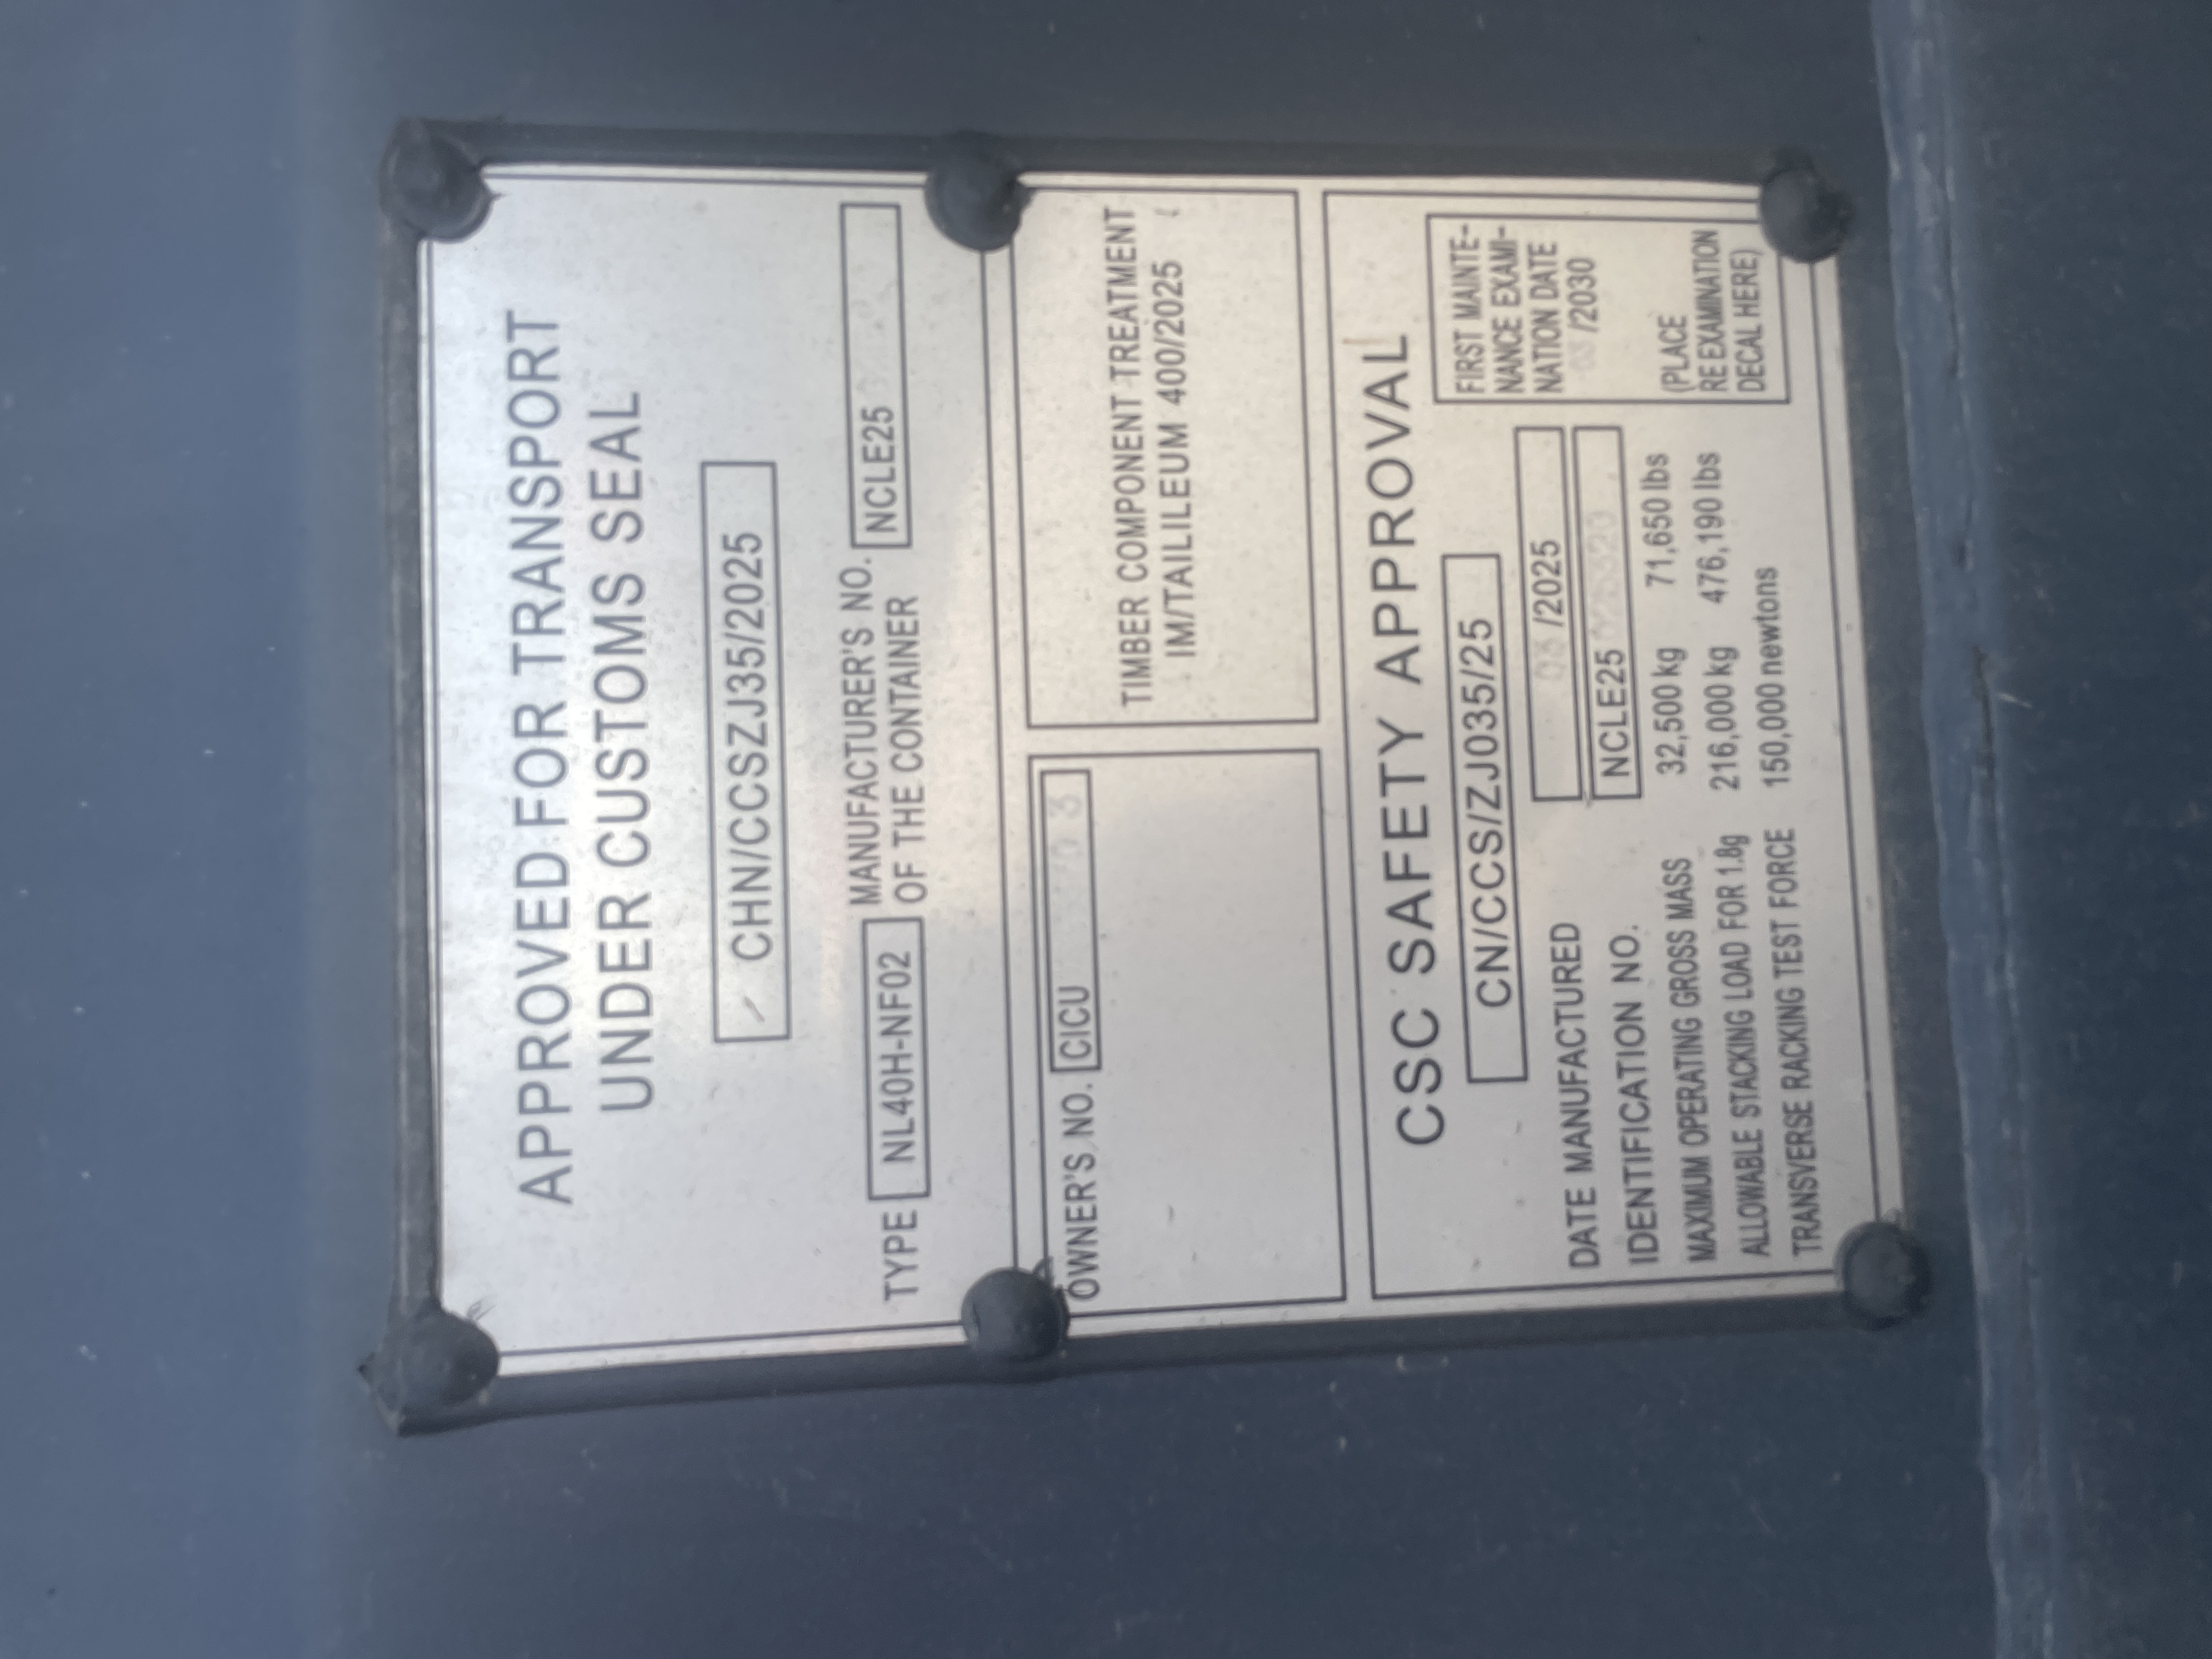 APPROVED FOR TRANSPORT
UNDER CUSTOMS SEAL
CHN/CCSZJ35/2025
TYPE NL40H-NF02 MANUFACTURER'S NO. OF THE CONTAINER NCLE25
OWNER'S NO. CICU
TIMBER COMPONENT TREATMENT
IM/TAILILEUM 400/2025
CSC SAFETY APPROVAL
CN/CCS/ZJ035/25
DATE MANUFACTURED /2025
IDENTIFICATION NO. NCLE25
MAXIMUM OPERATING GROSS MASS 32,500 kg 71,650 lbs
ALLOWABLE STACKING LOAD FOR 1.8g 216,000 kg 476,190 lbs
TRANSVERSE RACKING TEST FORCE 150,000 newtons
FIRST MAINTE-
NANCE EXAMI-
NATION DATE
/2030
(PLACE
RE EXAMINATION
DECAL HERE)